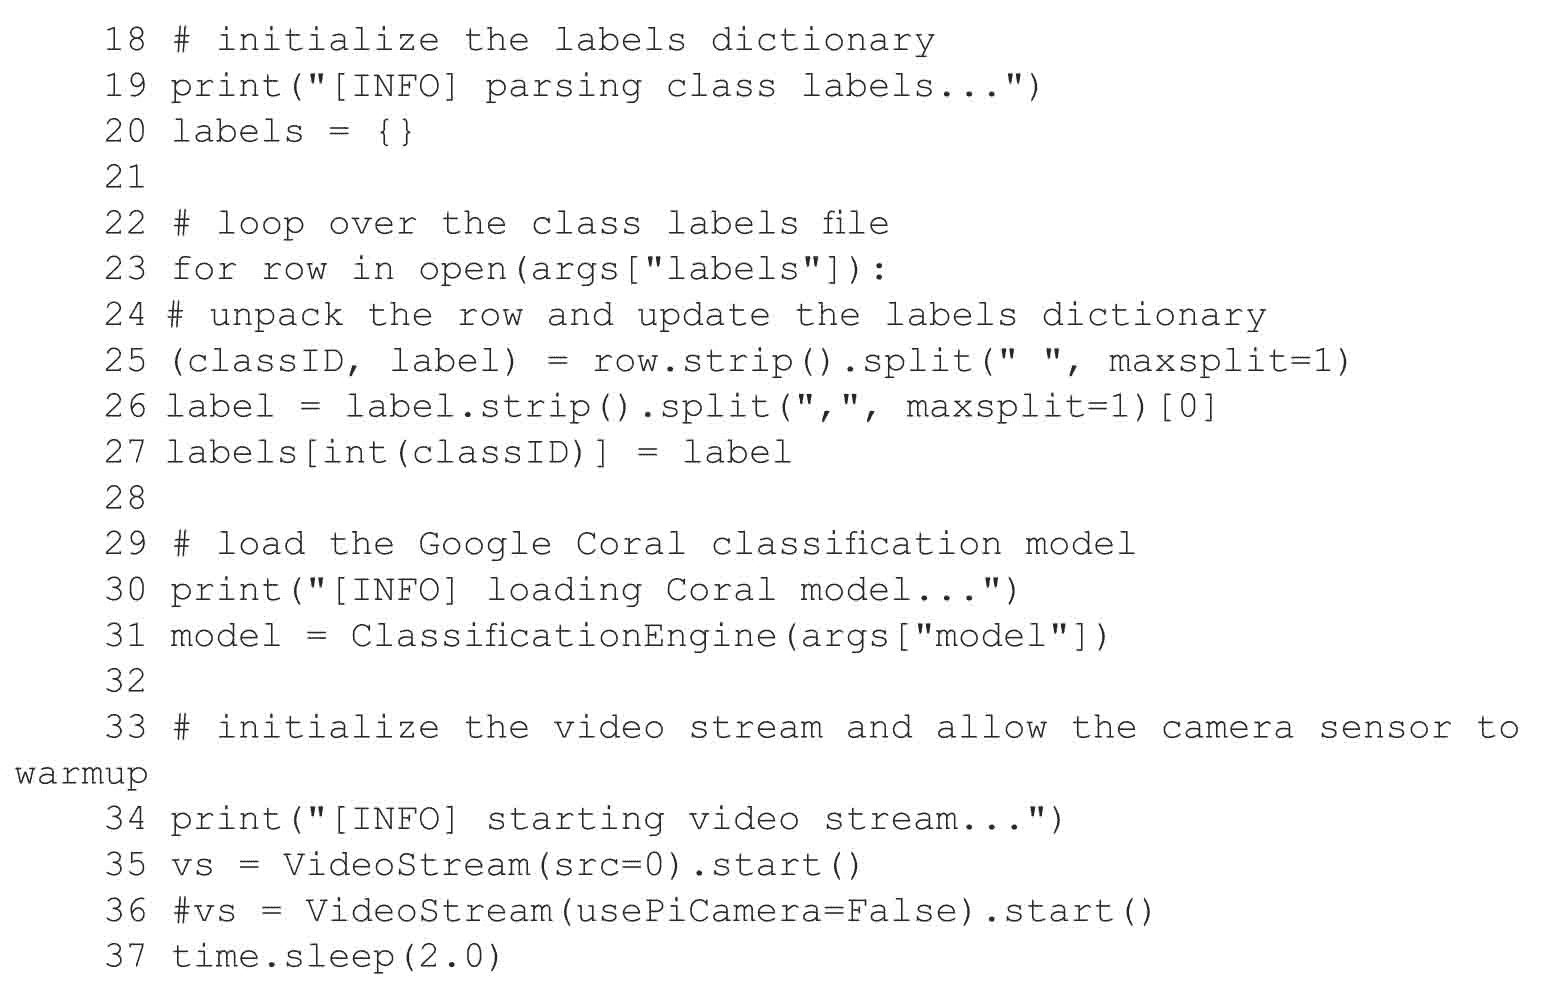 18 # initialize the labels dictionary
19 print("[INFO] parsing class labels...")
20 labels = {}
21
22 # loop over the class labels file
23 for row in open(args["labels"]):
24 # unpack the row and update the labels dictionary
25 (classID, label) = row.strip().split(" ", maxsplit=1)
26 label = label.strip().split(",", maxsplit=1)[0]
27 labels[int(classID)] = label
28
29 # load the Google Coral classification model
30 print("[INFO] loading Coral model...")
31 model = ClassificationEngine(args["model"])
32
33 # initialize the video stream and allow the camera sensor to
warmup
34 print("[INFO] starting video stream...")
35 vs = VideoStream(src=0).start()
36 #vs = VideoStream(usePiCamera=False).start()
37 time.sleep(2.0)